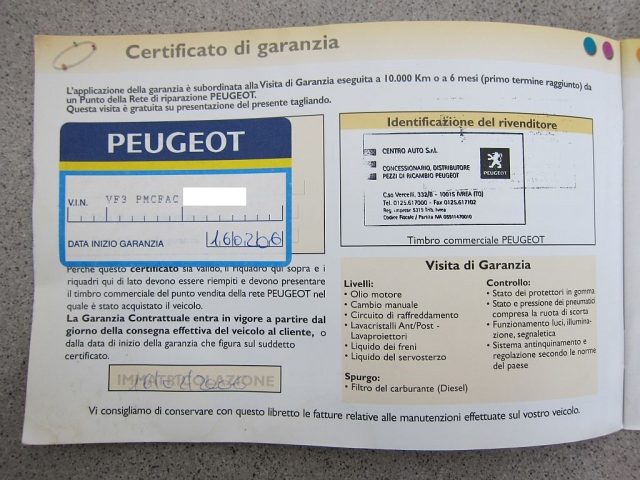 Certificato di garanzia
L'applicazione della garanzia è subordinata alla Visita di Garanzia eseguita a 10.000 Km o a 6 mesi (primo termine raggiunto) da
un Punto della Rete di riparazione PEUGEOT.
Questa visita è gratuita su presentazione del presente tagliando.
PEUGEOT
V.I.N. VF3 PMCFAC
DATA INIZIO GARANZIA
Perché questo certificato sia valido, il riquadro qui sopra e i
riquadri qui di lato devono essere riempiti e devono presentare
il timbro commerciale del punto vendita della rete PEUGEOT nel
quale è stato acquistato il veicolo.
La Garanzia Contrattuale entra in vigore a partire dal
giorno della consegna effettiva del veicolo al cliente, o
dalla data di inizio della garanzia che figura sul suddetto
certificato.
IMMATRICOLAZIONE
Identificazione del rivenditore
CENTRO AUTO S.r.l.
CONCESSIONARIO, DISTRIBUTORE
PEZZI DI RICAMBIO PEUGEOT
PEUGEOT
C.so Vercelli, 332/B - 10015 IVREA (TO)
Tel. 0125.617000 - Fax 0125.617102
Timbro commerciale PEUGEOT
Visita di Garanzia
Livelli:
• Olio motore
• Cambio manuale
• Circuito di raffreddamento
• Lavacristalli Ant/Post -
Lavaproiettori
• Liquido dei freni
• Liquido del servosterzo
Spurgo:
• Filtro del carburante (Diesel)
Controllo:
• Stato dei protettori in gomma
• Stato e pressione dei pneumatici
compresa la ruota di scorta
• Funzionamento luci, illumina-
zione, segnaletica
• Sistema antinquinamento e
regolazione secondo le norme
del paese
Vi consigliamo di conservare con questo libretto le fatture relative alle manutenzioni effettuate sul vostro veicolo.